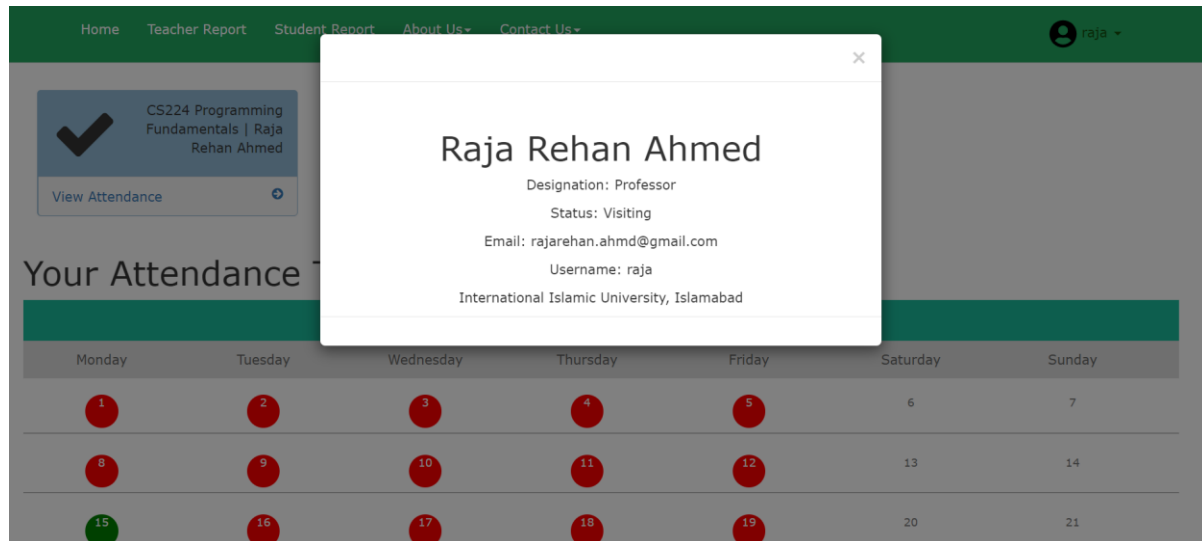 Home Teacher Report Student Report About Us Contact Us raja
×
CS224 Programming
Fundamentals | Raja
Rehan Ahmed
View Attendance
Raja Rehan Ahmed
Designation: Professor
Status: Visiting
Email: rajarehan.ahmd@gmail.com
Username: raja
International Islamic University, Islamabad
Your Attendance
Monday Tuesday Wednesday Thursday Friday Saturday Sunday
1 2 3 4 5 6 7
8 9 10 11 12 13 14
15 16 17 18 19 20 21